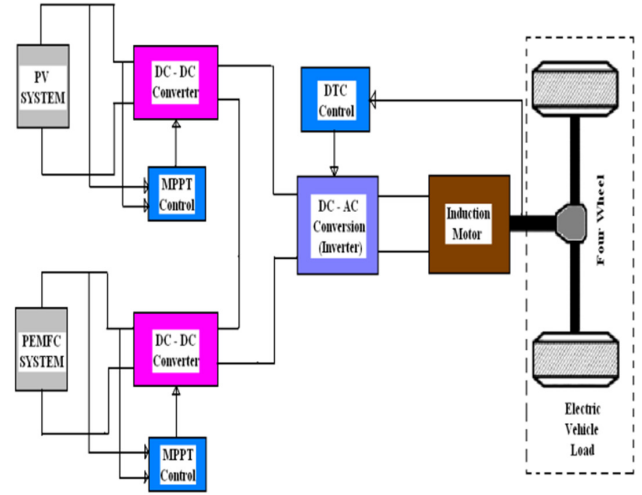 PV
SYSTEM
DC - DC
Converter
MPPT
Control
DTC
Control
DC - AC
Conversion
(Inverter)
Induction
Motor
Four Wheel
PEMFC
SYSTEM
DC - DC
Converter
MPPT
Control
Electric
Vehicle
Load